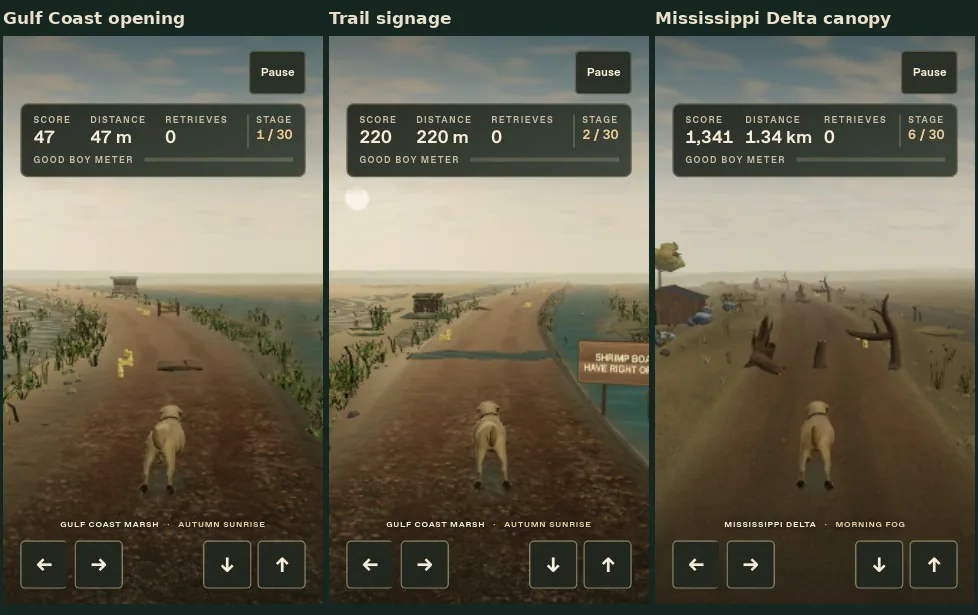 Gulf Coast opening
Pause
SCORE DISTANCE RETRIEVES STAGE
47 47 m 0 1 / 30
GOOD BOY METER
GULF COAST MARSH · AUTUMN SUNRISE
← → ↓ ↑
Trail signage
Pause
SCORE DISTANCE RETRIEVES STAGE
220 220 m 0 2 / 30
GOOD BOY METER
SHRIMP
HAVE RIGHT
GULF COAST MARSH · AUTUMN SUNRISE
← → ↓ ↑
Mississippi Delta canopy
Pause
SCORE DISTANCE RETRIEVES STAGE
1,341 1.34 km 0 6 / 30
GOOD BOY METER
MISSISSIPPI DELTA · MORNING FOG
← → ↓ ↑